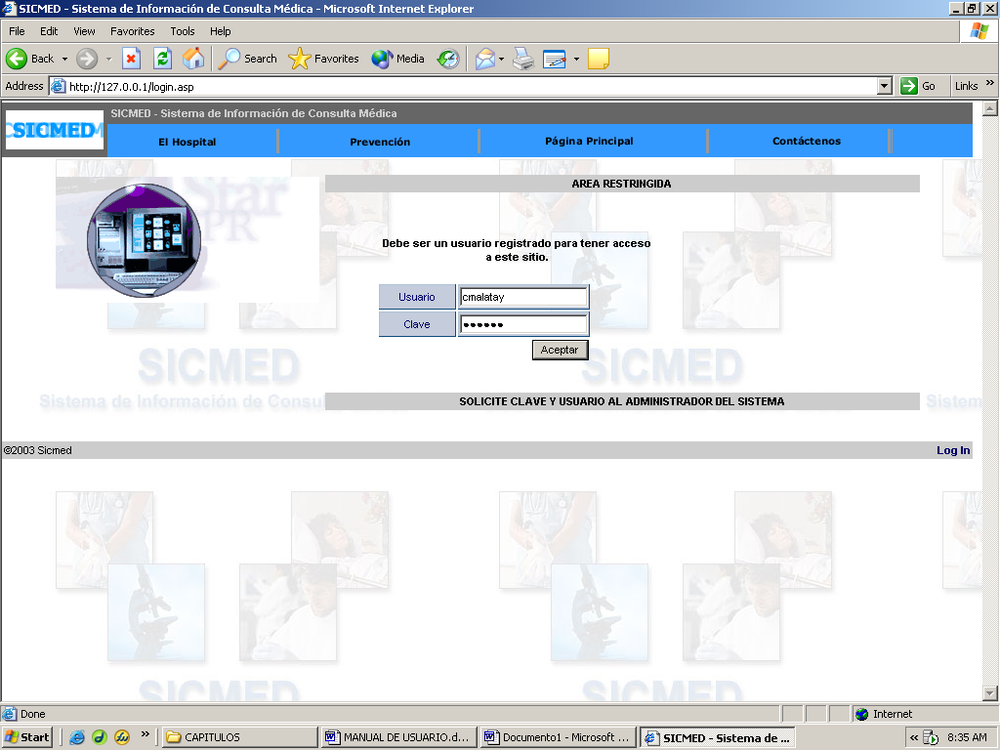 SICMED - Sistema de Información de Consulta Médica - Microsoft Internet Explorer
File Edit View Favorites Tools Help
Back Search Favorites Media
Address http://127.0.0.1/login.asp Go Links »
SICMED - Sistema de Información de Consulta Médica
SICMED
El Hospital Prevención Página Principal Contáctenos
Star
PR
AREA RESTRINGIDA
Debe ser un usuario registrado para tener acceso
a este sitio.
Usuario cmalatay
Clave ••••••
Aceptar
SICMED SICMED
Sistema de Información de Consu
SOLICITE CLAVE Y USUARIO AL ADMINISTRADOR DEL SISTEMA
Sistem
©2003 Sicmed Log In
SICMED SICMED
Done Internet
Start » CAPITULOS MANUAL DE USUARIO.d... Documento1 - Microsoft ... SICMED - Sistema de ... « 8:35 AM